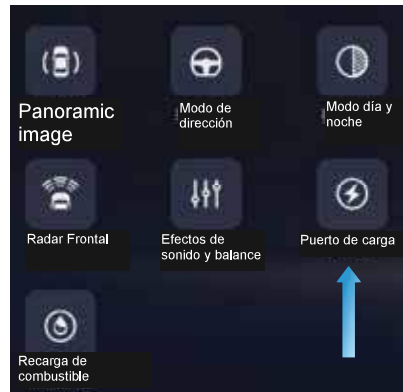 Panoramic
image
Modo de
dirección
Modo día y
noche
Radar Frontal
Efectos de
sonido y balance
Puerto de carga
Recarga de
combustible